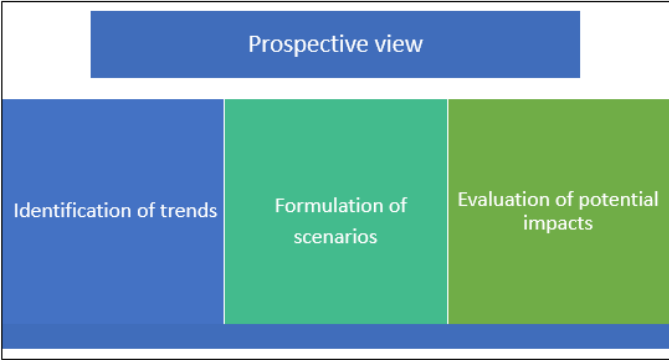 Prospective view
Identification of trends
Formulation of
scenarios
Evaluation of potential
impacts